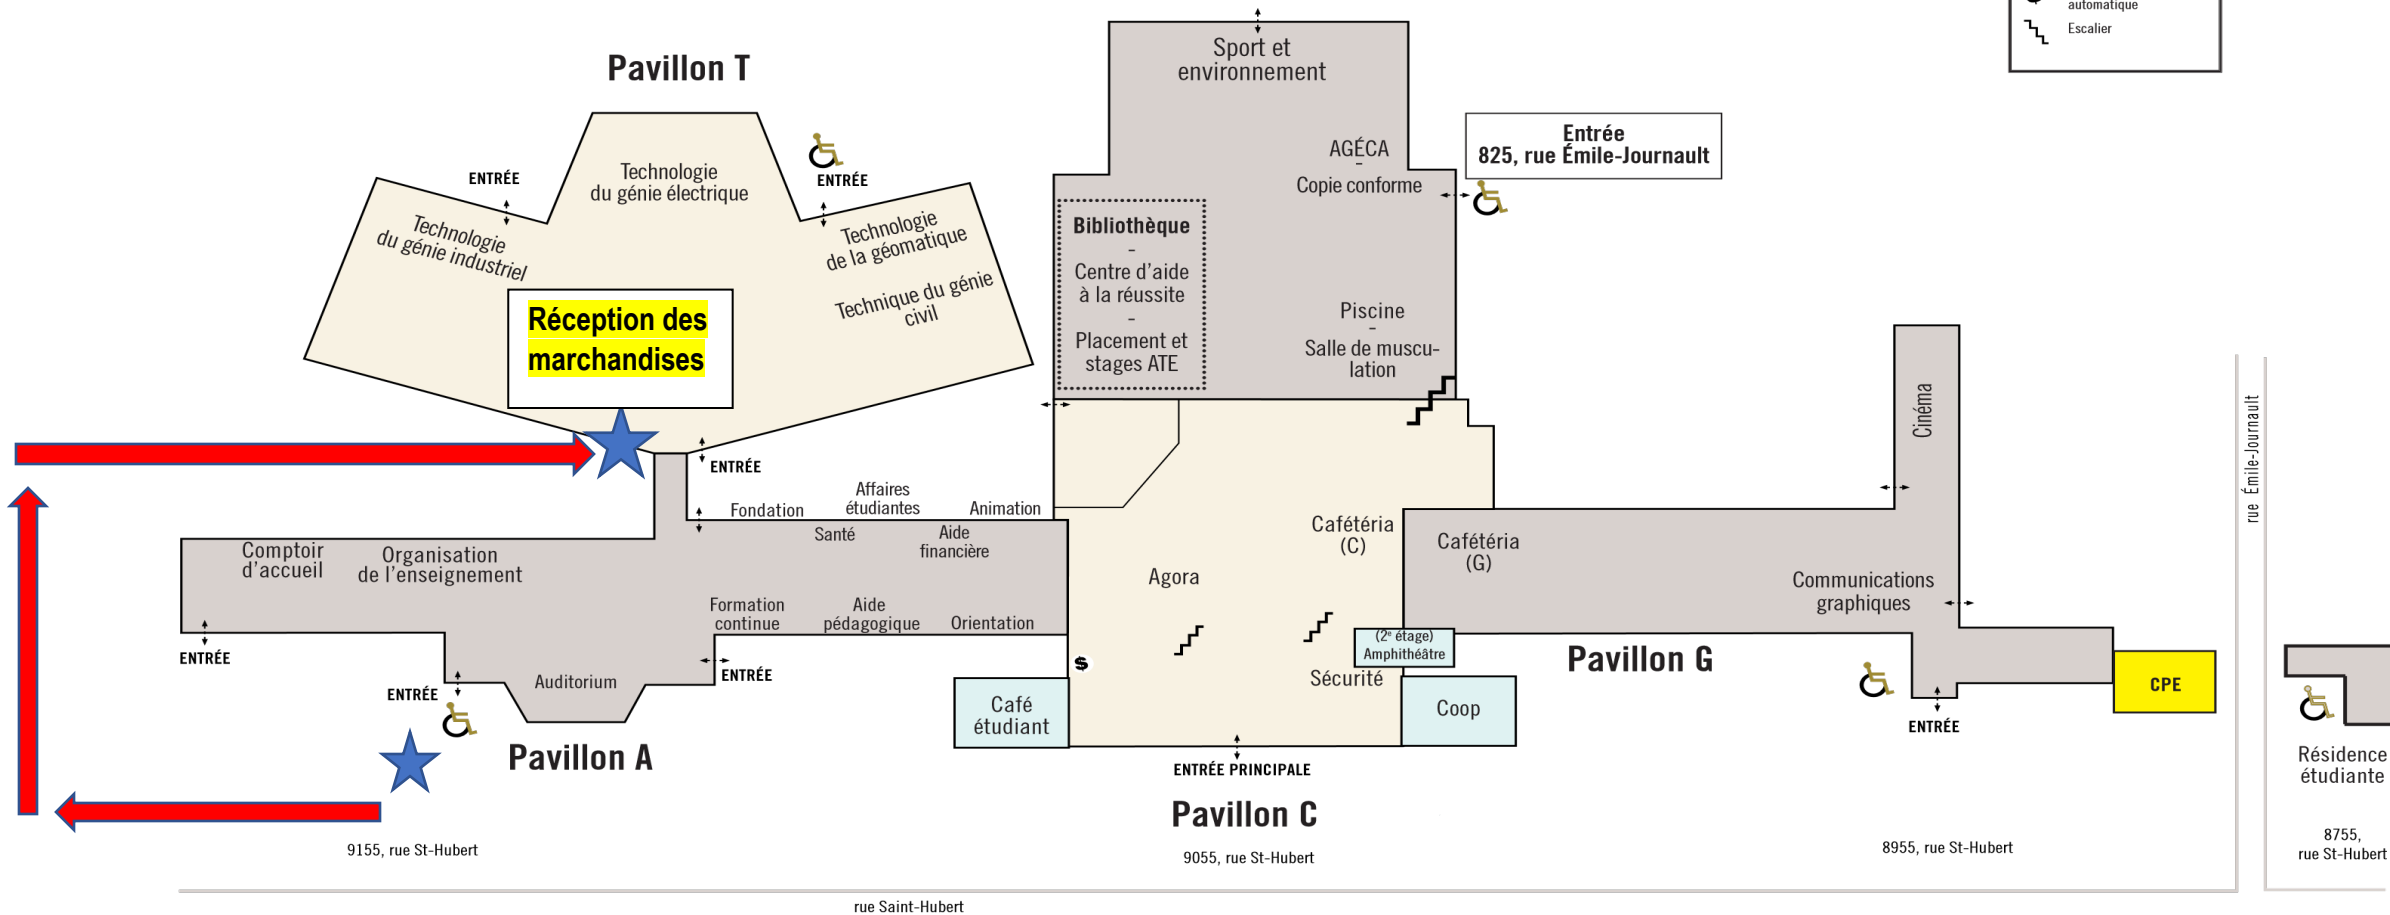 automatique
Escalier
Pavillon T
Sport et
environnement
Entrée
825, rue Émile-Journault
AGÉCA
-
Copie conforme
Technologie
du génie électrique
ENTRÉE
ENTRÉE
Technologie
du génie industriel
Technologie
de la géomatique
Technique du génie
civil
Bibliothèque
-
Centre d'aide
à la réussite
-
Placement et
stages ATE
Piscine
-
Salle de muscu-
lation
Réception des
marchandises
ENTRÉE
Cinéma
rue Émile-Journault
Fondation
Affaires
étudiantes
Animation
Santé
Aide
financière
Comptoir
d'accueil
Organisation
de l'enseignement
Formation
continue
Aide
pédagogique
Orientation
Agora
Cafétéria
(C)
Cafétéria
(G)
Communications
graphiques
(2e étage)
Amphithéâtre
Sécurité
$
ENTRÉE
ENTRÉE
Auditorium
ENTRÉE
Café
étudiant
Coop
Pavillon G
CPE
ENTRÉE
Pavillon A
ENTRÉE PRINCIPALE
Pavillon C
Résidence
étudiante
9155, rue St-Hubert
9055, rue St-Hubert
8955, rue St-Hubert
8755,
rue St-Hubert
rue Saint-Hubert